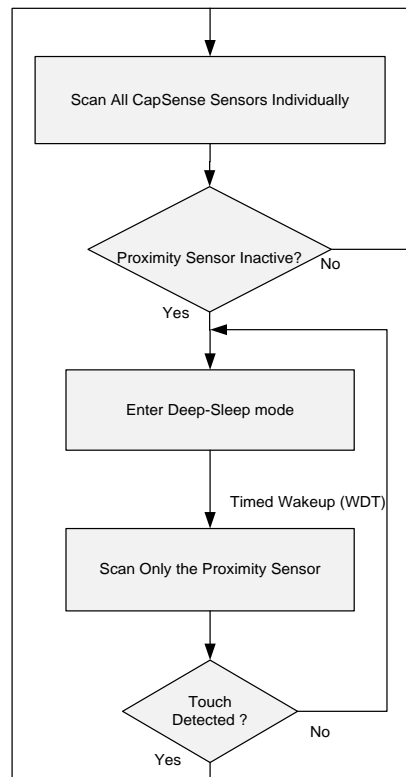 Scan All CapSense Sensors Individually
Proximity Sensor Inactive?
No
Yes
Enter Deep-Sleep mode
Timed Wakeup (WDT)
Scan Only the Proximity Sensor
Touch
Detected ?
No
Yes